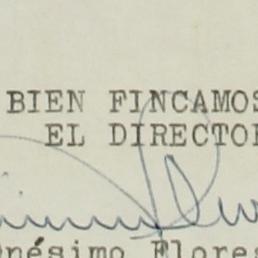 BIEN FINCAMOS
EL DIRECTOR
Onésimo Flores